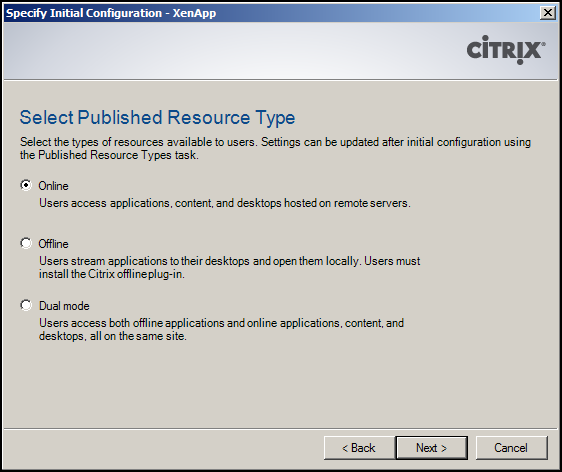 Specify Initial Configuration - XenApp
CITRIX®
Select Published Resource Type
Select the types of resources available to users. Settings can be updated after initial configuration using
the Published Resource Types task.
Online
Users access applications, content, and desktops hosted on remote servers.
Offline
Users stream applications to their desktops and open them locally. Users must
install the Citrix offline plug-in.
Dual mode
Users access both offline applications and online applications, content, and
desktops, all on the same site.
< Back
Next >
Cancel